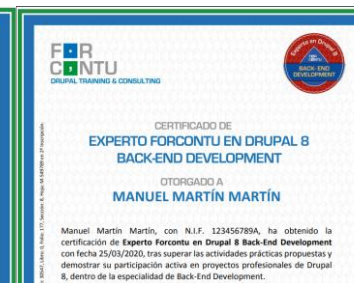 FOR
CONTU
DRUPAL TRAINING & CONSULTING
Experto en Drupal 8
BACK-END
DEVELOPMENT
CERTIFICADO DE
EXPERTO FORCONTU EN DRUPAL 8
BACK-END DEVELOPMENT
OTORGADO A
MANUEL MARTÍN MARTÍN
Manuel Martín Martín, con N.I.F. 123456789A, ha obtenido la
certificación de Experto Forcontu en Drupal 8 Back-End Development
con fecha 25/03/2020, tras superar las actividades prácticas propuestas y
demostrar su participación activa en proyectos profesionales de Drupal
8, dentro de la especialidad de Back-End Development.